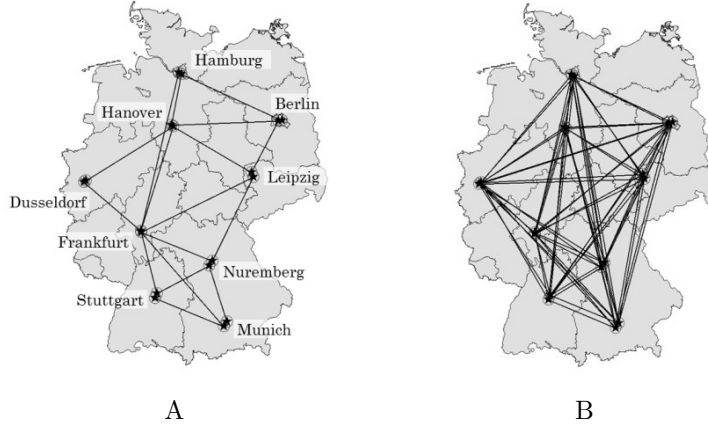 Hamburg
Berlin
Hanover
Leipzig
Dusseldorf
Frankfurt
Nuremberg
Stuttgart
Munich
A
B